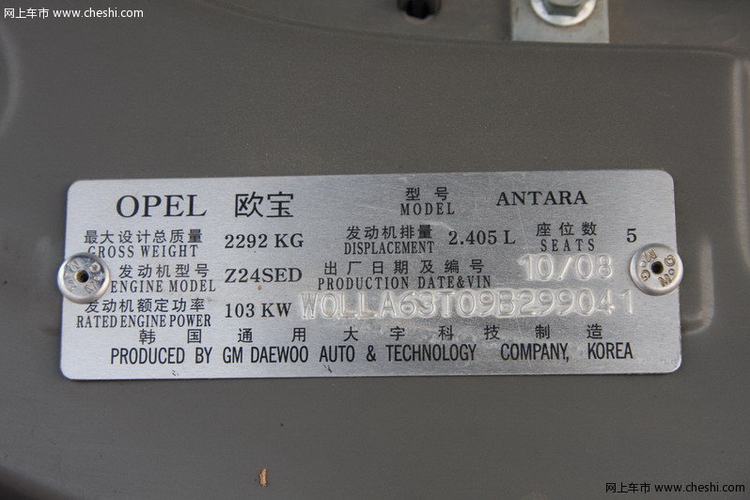 网上车市 www.cheshi.com
OPEL 欧宝 型号 MODEL ANTARA
最大设计总质量 GROSS WEIGHT 2292 KG 发动机排量 DISPLACEMENT 2.405 L 座位数 SEATS 5
发动机型号 ENGINE MODEL Z24SED 出厂日期及编号 PRODUCTION DATE&VIN 10/08
发动机额定功率 RATED ENGINE POWER 103 KW W0LLA63T09B299041
韩国通用大宇科技制造
PRODUCED BY GM DAEWOO AUTO & TECHNOLOGY COMPANY, KOREA
网上车市 www.cheshi.com